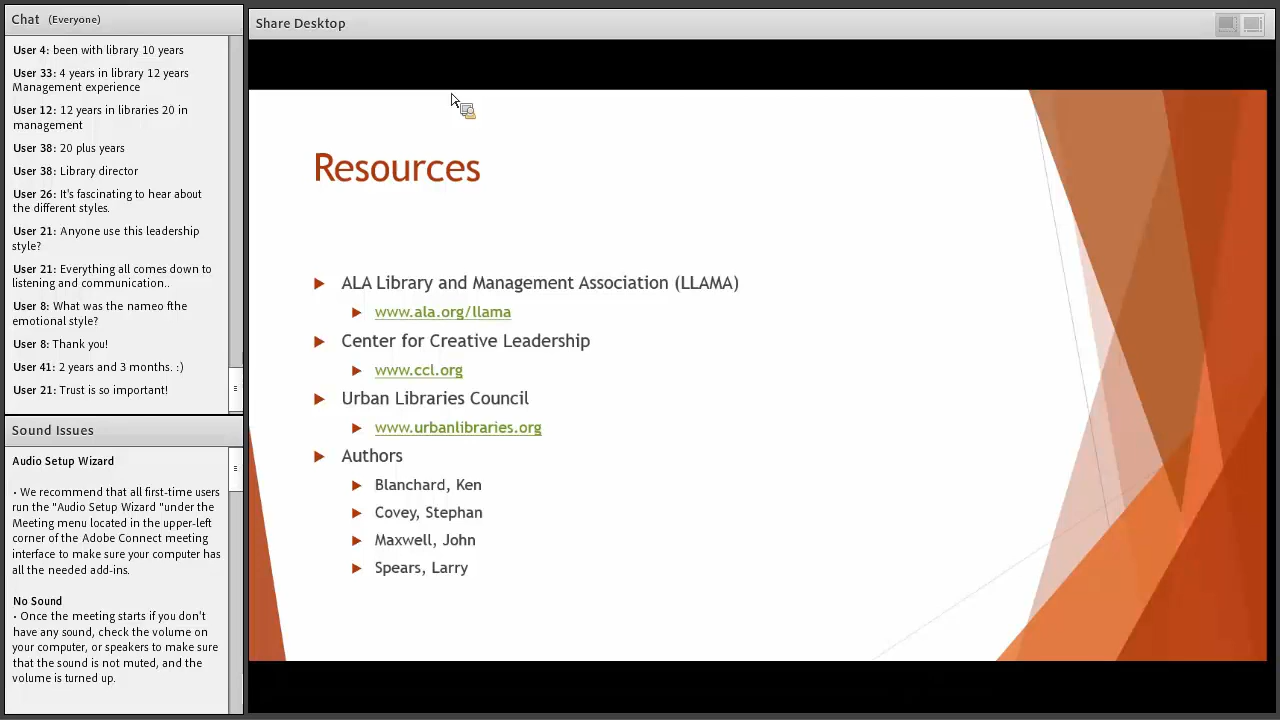 Chat (Everyone)
User 4: been with library 10 years
User 33: 4 years in library 12 years
Management experience
User 12: 12 years in libraries 20 in
management
User 38: 20 plus years
User 38: Library director
User 26: It's fascinating to hear about
the different styles.
User 21: Anyone use this leadership
style?
User 21: Everything all comes down to
listening and communication..
User 8: What was the nameo fthe
emotional style?
User 8: Thank you!
User 41: 2 years and 3 months. :)
User 21: Trust is so important!
Sound Issues
Audio Setup Wizard
• We recommend that all first-time users
run the "Audio Setup Wizard "under the
Meeting menu located in the upper-left
corner of the Adobe Connect meeting
interface to make sure your computer has
all the needed add-ins.
No Sound
• Once the meeting starts if you don't
have any sound, check the volume on
your computer, or speakers to make sure
that the sound is not muted, and the
volume is turned up.
Share Desktop
Resources
ALA Library and Management Association (LLAMA)
www.ala.org/llama
Center for Creative Leadership
www.ccl.org
Urban Libraries Council
www.urbanlibraries.org
Authors
Blanchard, Ken
Covey, Stephan
Maxwell, John
Spears, Larry